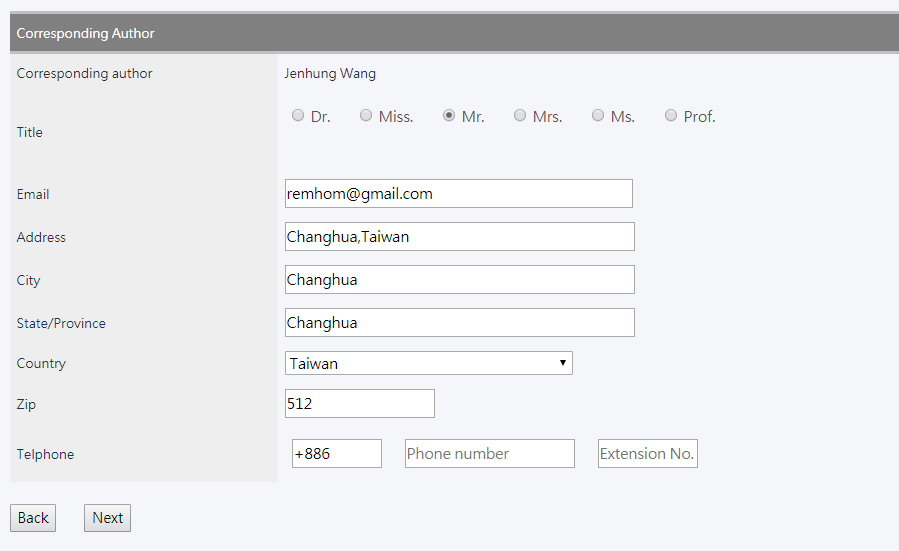 Corresponding Author
Corresponding author Jenhung Wang
Title Dr. Miss. Mr. Mrs. Ms. Prof.
Email remhom@gmail.com
Address Changhua,Taiwan
City Changhua
State/Province Changhua
Country Taiwan
Zip 512
Telphone +886 Phone number Extension No.
Back Next